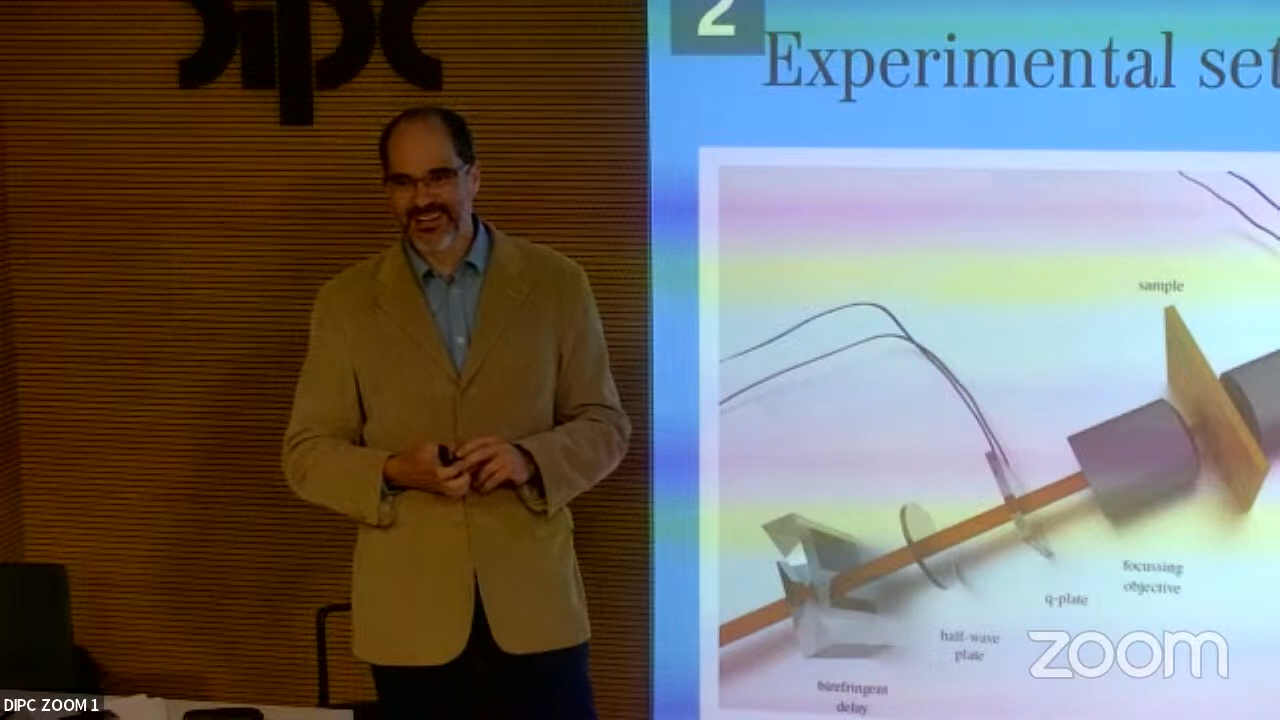 dipc
2
Experimental set
sample
focussing
objective
q-plate
half-wave
plate
birefringent
delay
zoom
DIPC ZOOM 1